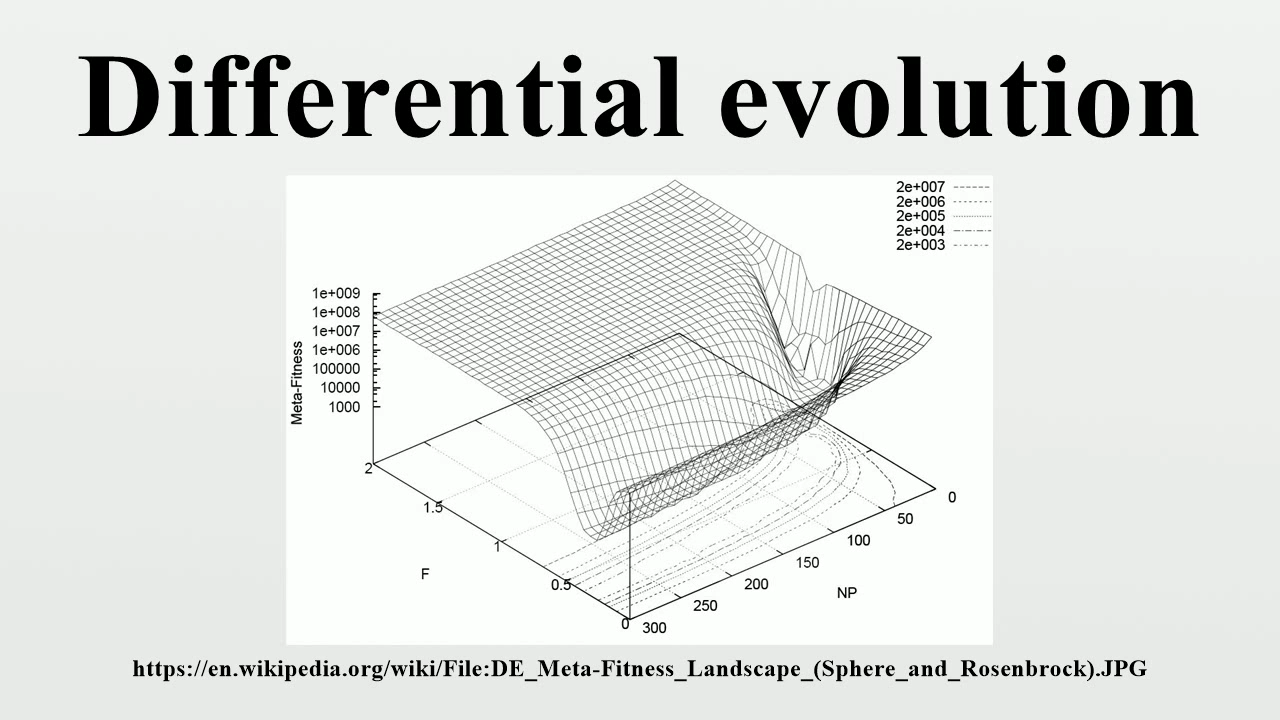 Differential evolution
2e+007
2e+006
2e+005
2e+004
2e+003
1e+009
1e+008
1e+007
1e+006
100000
10000
1000
Meta-Fitness
2
1.5
1
0.5
0
F
0
50
100
150
200
250
300
NP
https://en.wikipedia.org/wiki/File:DE_Meta-Fitness_Landscape_(Sphere_and_Rosenbrock).JPG